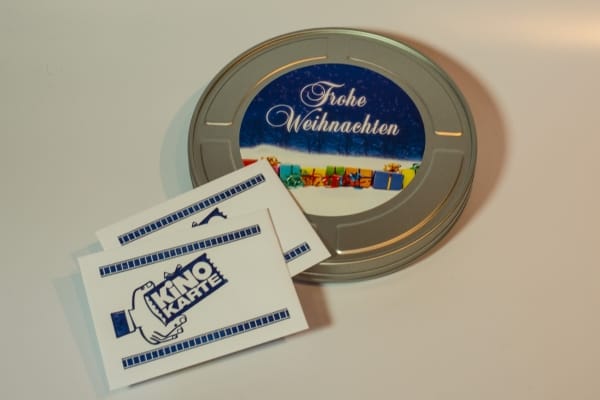 Frohe
Weihnachten
KINO
KARTE